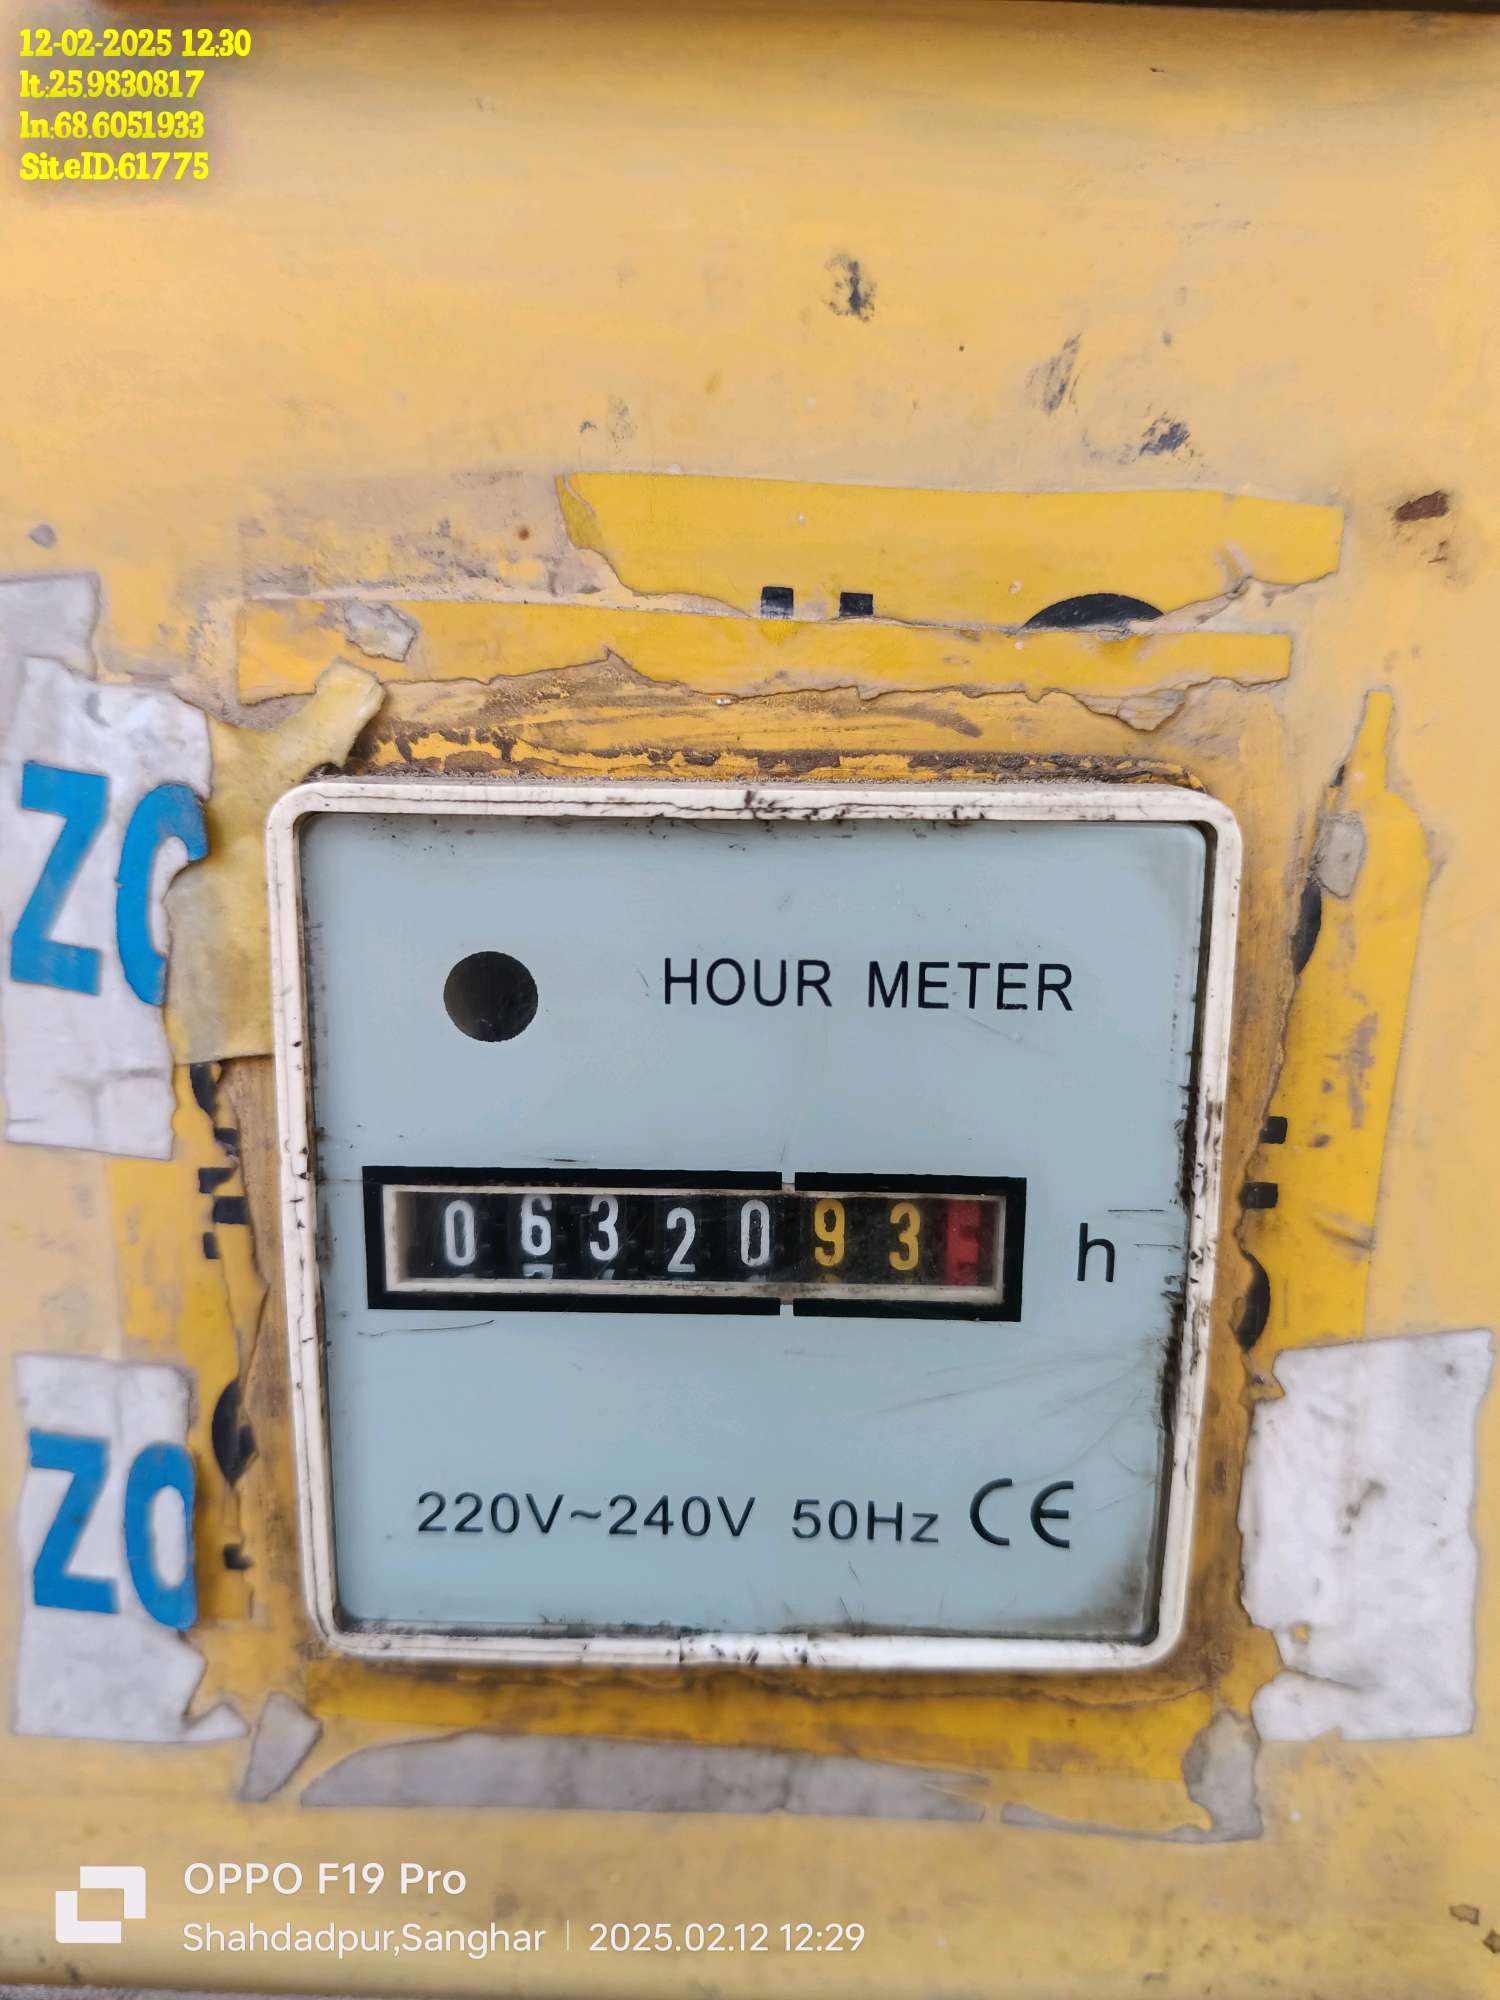 12-02-2025 12:30
lt:25.9830817
ln:68.6051933
SiteID:61775
HOUR METER
0632093
h
220V~240V 50Hz CE
OPPO F19 Pro
Shahdadpur,Sanghar | 2025.02.12 12:29